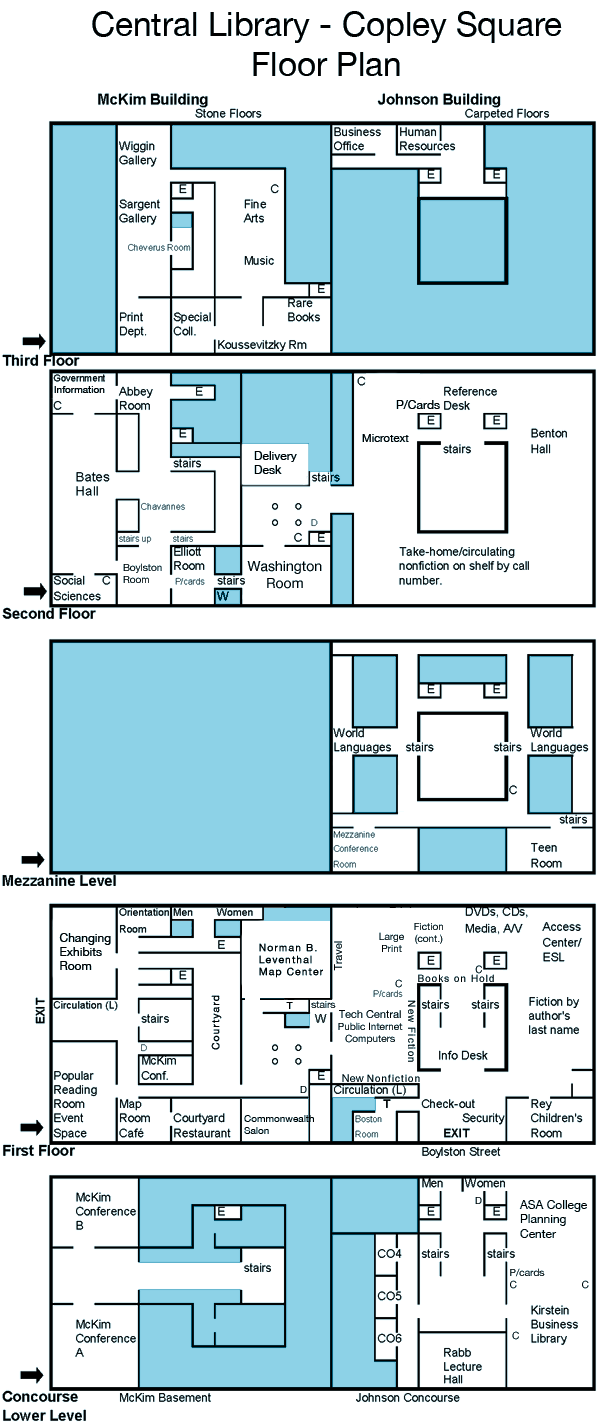 Central Library - Copley Square
Floor Plan
McKim Building
Johnson Building
Stone Floors
Carpeted Floors
Wiggin
Gallery
Business
Office
Human
Resources
E
E
E
C
Sargent
Gallery
Fine
Arts
Cheverus Room
Music
E
Rare
Books
Print
Dept.
Special
Coll.
Koussevitzky Rm
Third Floor
Government
Information
C
Abbey
Room
E
C
Reference
Desk
P/Cards
E
E
Microtext
stairs
Benton
Hall
E
stairs
Delivery
Desk
stairs
Bates
Hall
Chavannes
D
C
E
stairs up
stairs
Boylston
Room
Elliott
Room
P/cards
stairs
W
Washington
Room
Take-home/circulating
nonfiction on shelf by call
number.
Social
Sciences
C
Second Floor
E
E
World
Languages
stairs
stairs
World
Languages
C
stairs
Mezzanine
Conference
Room
Teen
Room
Mezzanine Level
Orientation
Room
Men
Women
E
Changing
Exhibits
Room
E
Norman B.
Leventhal
Map Center
Travel
Large
Print
Fiction
(cont.)
DVDs, CDs,
Media, A/V
Access
Center/
ESL
E
E
C
Books on Hold
C
P/cards
EXIT
Circulation (L)
stairs
Courtyard
T
stairs
W
Tech Central
Public Internet
Computers
New Fiction
stairs
stairs
Fiction by
author's
last name
Info Desk
D
McKim
Conf.
E
D
New Nonfiction
Circulation (L)
T
Popular
Reading
Room
Event
Space
Map
Room
Café
Courtyard
Restaurant
Commonwealth
Salon
Boston
Room
Check-out
Security
EXIT
Rey
Children's
Room
First Floor
Boylston Street
McKim
Conference
B
E
stairs
Men
Women
D
E
E
ASA College
Planning
Center
CO4
stairs
stairs
P/cards
C
C
CO5
McKim
Conference
A
CO6
C
Kirstein
Business
Library
Rabb
Lecture
Hall
Concourse
Lower Level
McKim Basement
Johnson Concourse